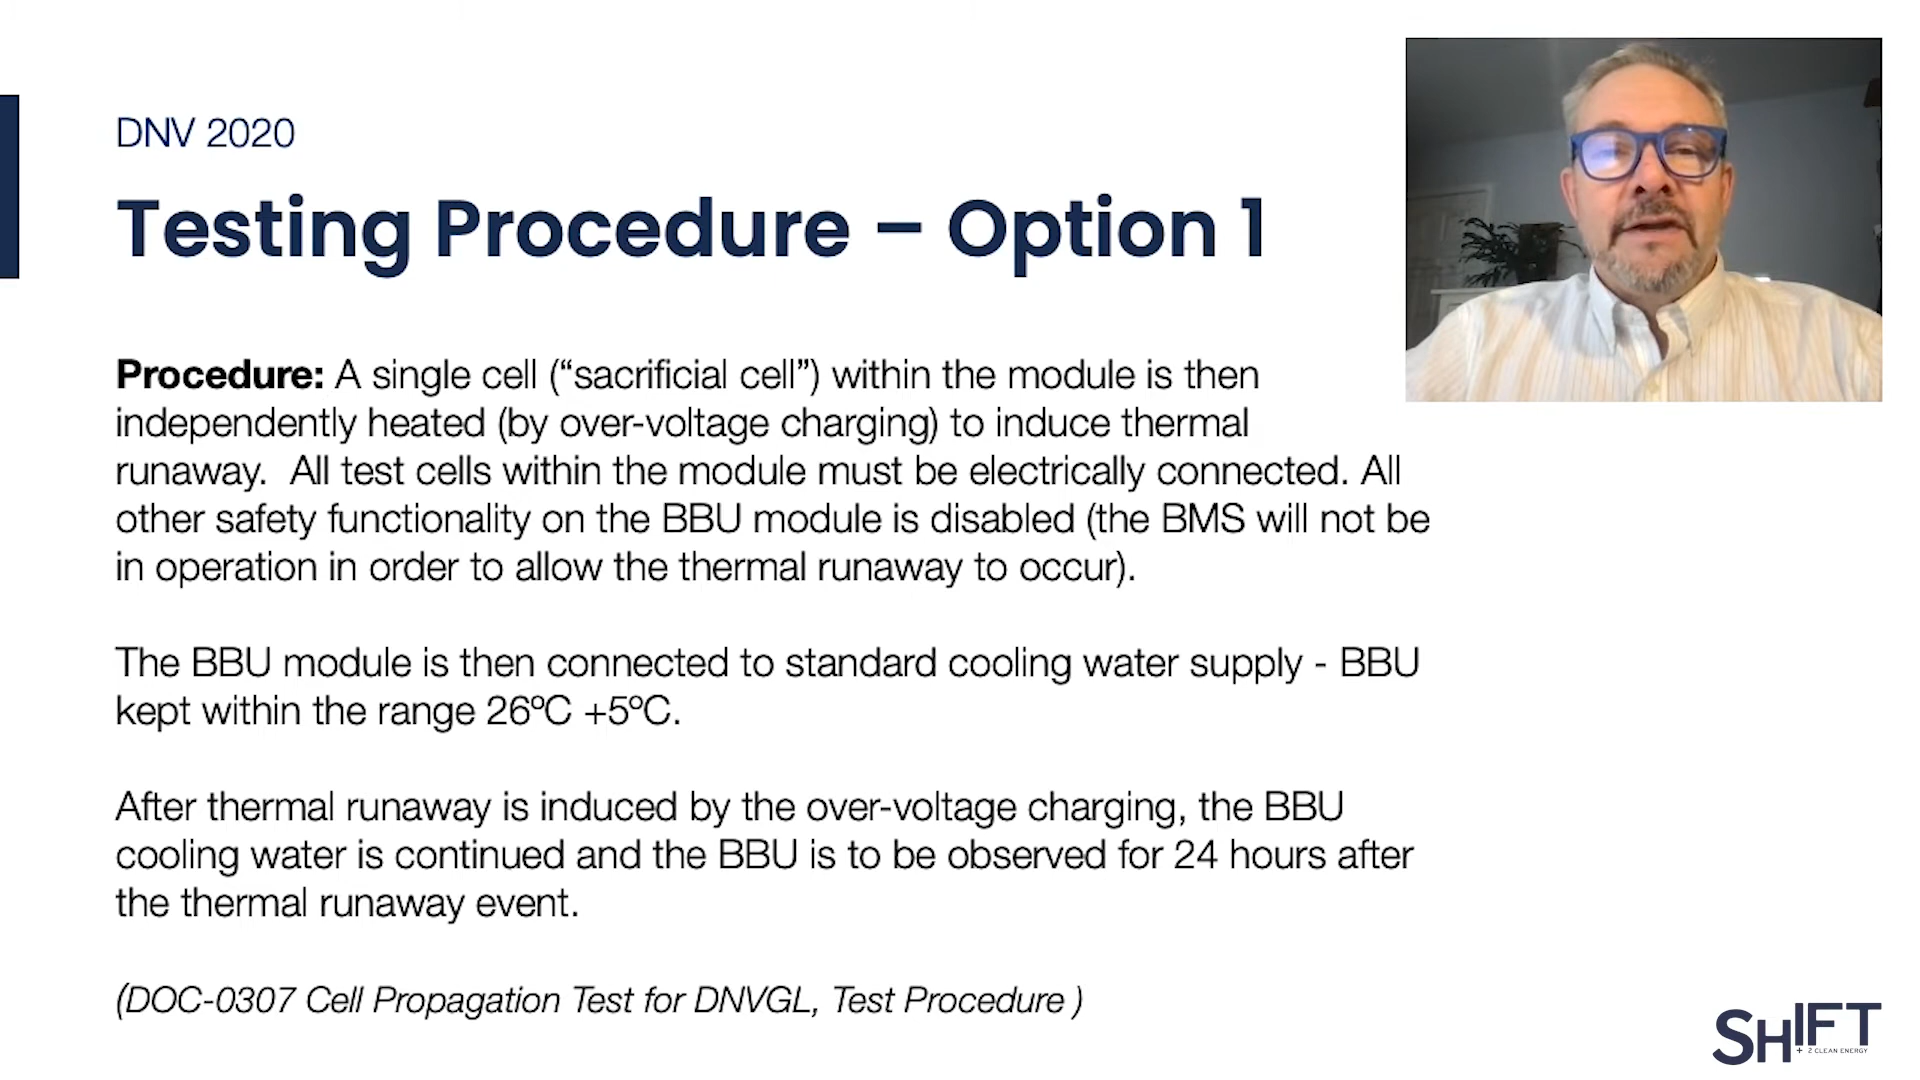 DNV 2020
Testing Procedure – Option 1
Procedure: A single cell (“sacrificial cell”) within the module is then
independently heated (by over-voltage charging) to induce thermal
runaway.  All test cells within the module must be electrically connected. All
other safety functionality on the BBU module is disabled (the BMS will not be
in operation in order to allow the thermal runaway to occur).
The BBU module is then connected to standard cooling water supply - BBU
kept within the range 26ºC +5ºC.
After thermal runaway is induced by the over-voltage charging, the BBU
cooling water is continued and the BBU is to be observed for 24 hours after
the thermal runaway event.
(DOC-0307 Cell Propagation Test for DNVGL, Test Procedure )
SHIFT
+ 2 CLEAN ENERGY